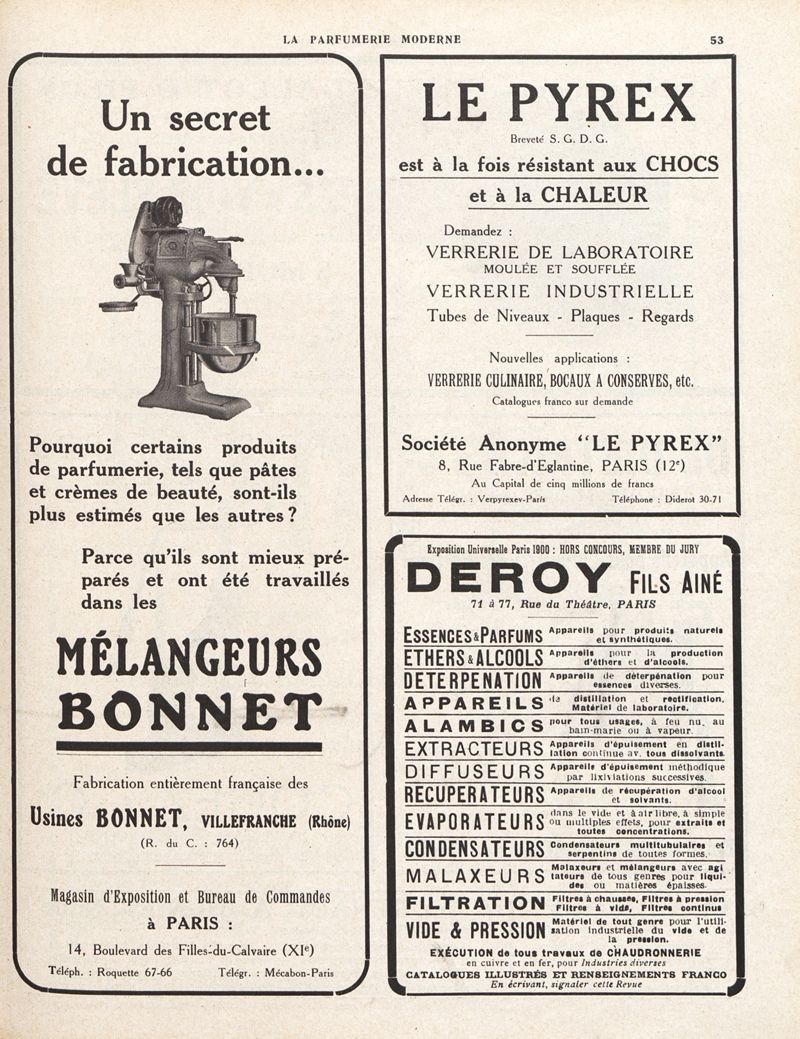 LA PARFUMERIE MODERNE
53
Un secret
de fabrication...
Pourquoi certains produits
de parfumerie, tels que pâtes
et crèmes de beauté, sont-ils
plus estimés que les autres ?
Parce qu'ils sont mieux pré-
parés et ont été travaillés
dans les
MÉLANGEURS
BONNET
Fabrication entièrement française des
Usines BONNET, VILLEFRANCHE (Rhône)
(R. du C. : 764)
Magasin d'Exposition et Bureau de Commandes
à PARIS :
14, Boulevard des Filles-du-Calvaire (XIe)
Téléph. : Roquette 67-66 Télégr. : Mécabon-Paris
LE PYREX
Breveté S. G. D. G.
est à la fois résistant aux CHOCS
et à la CHALEUR
Demandez :
VERRERIE DE LABORATOIRE
MOULÉE ET SOUFFLÉE
VERRERIE INDUSTRIELLE
Tubes de Niveaux - Plaques - Regards
Nouvelles applications :
VERRERIE CULINAIRE, BOCAUX A CONSERVES, etc.
Catalogues franco sur demande
Société Anonyme "LE PYREX"
8, Rue Fabre-d'Eglantine, PARIS (12e)
Au Capital de cinq millions de francs
Adresse Télégr. : Verpyrexev-Paris Téléphone : Diderot 30-71
Exposition Universelle Paris 1900 : HORS CONCOURS, MEMBRE DU JURY
DEROY FILS AINÉ
71 à 77, Rue du Théâtre, PARIS
ESSENCES & PARFUMS Appareils pour produits naturels
et synthétiques.
ETHERS & ALCOOLS Appareils pour la production
d'éthers et d'alcools.
DETERPENATION Appareils de déterpénation pour
essences diverses.
APPAREILS de distillation et rectification.
Matériel de laboratoire.
ALAMBICS pour tous usages, à feu nu, au
bain-marie ou à vapeur.
EXTRACTEURS Appareils d'épuisement en distil-
lation continue av. tous dissolvants.
DIFFUSEURS Appareils d'épuisement méthodique
par lixiviations successives.
RECUPERATEURS Appareils de récupération d'alcool
et solvants.
EVAPORATEURS dans le vide et à air libre, à simple
ou multiples effets, pour extraits et
toutes concentrations.
CONDENSATEURS Condensateurs multitubulaires et
serpentins de toutes formes.
MALAXEURS Malaxeurs et mélangeurs avec agi
tateurs de tous genres pour liqui-
des ou matières épaisses.
FILTRATION Filtres à chausses, Filtres à pression
Filtres à vide, Filtres continus
VIDE & PRESSION Matériel de tout genre pour l'utili-
sation industrielle du vide et de
la pression.
EXÉCUTION de tous travaux de CHAUDRONNERIE
en cuivre et en fer, pour Industries diverses
CATALOGUES ILLUSTRÉS ET RENSEIGNEMENTS FRANCO
En écrivant, signaler cette Revue